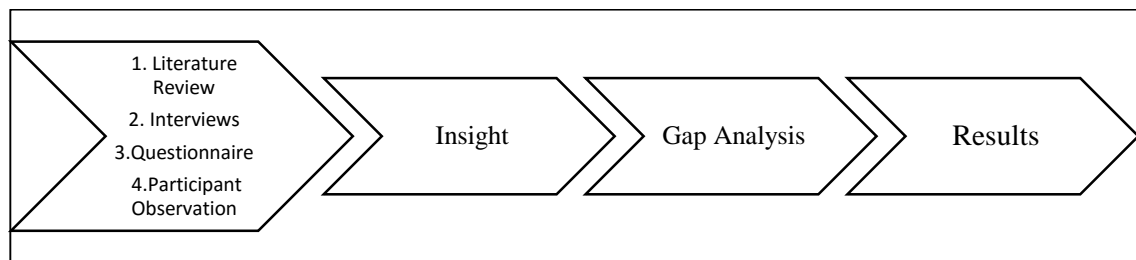 1. Literature
Review
2. Interviews
3.Questionnaire
4.Participant
Observation
Insight
Gap Analysis
Results